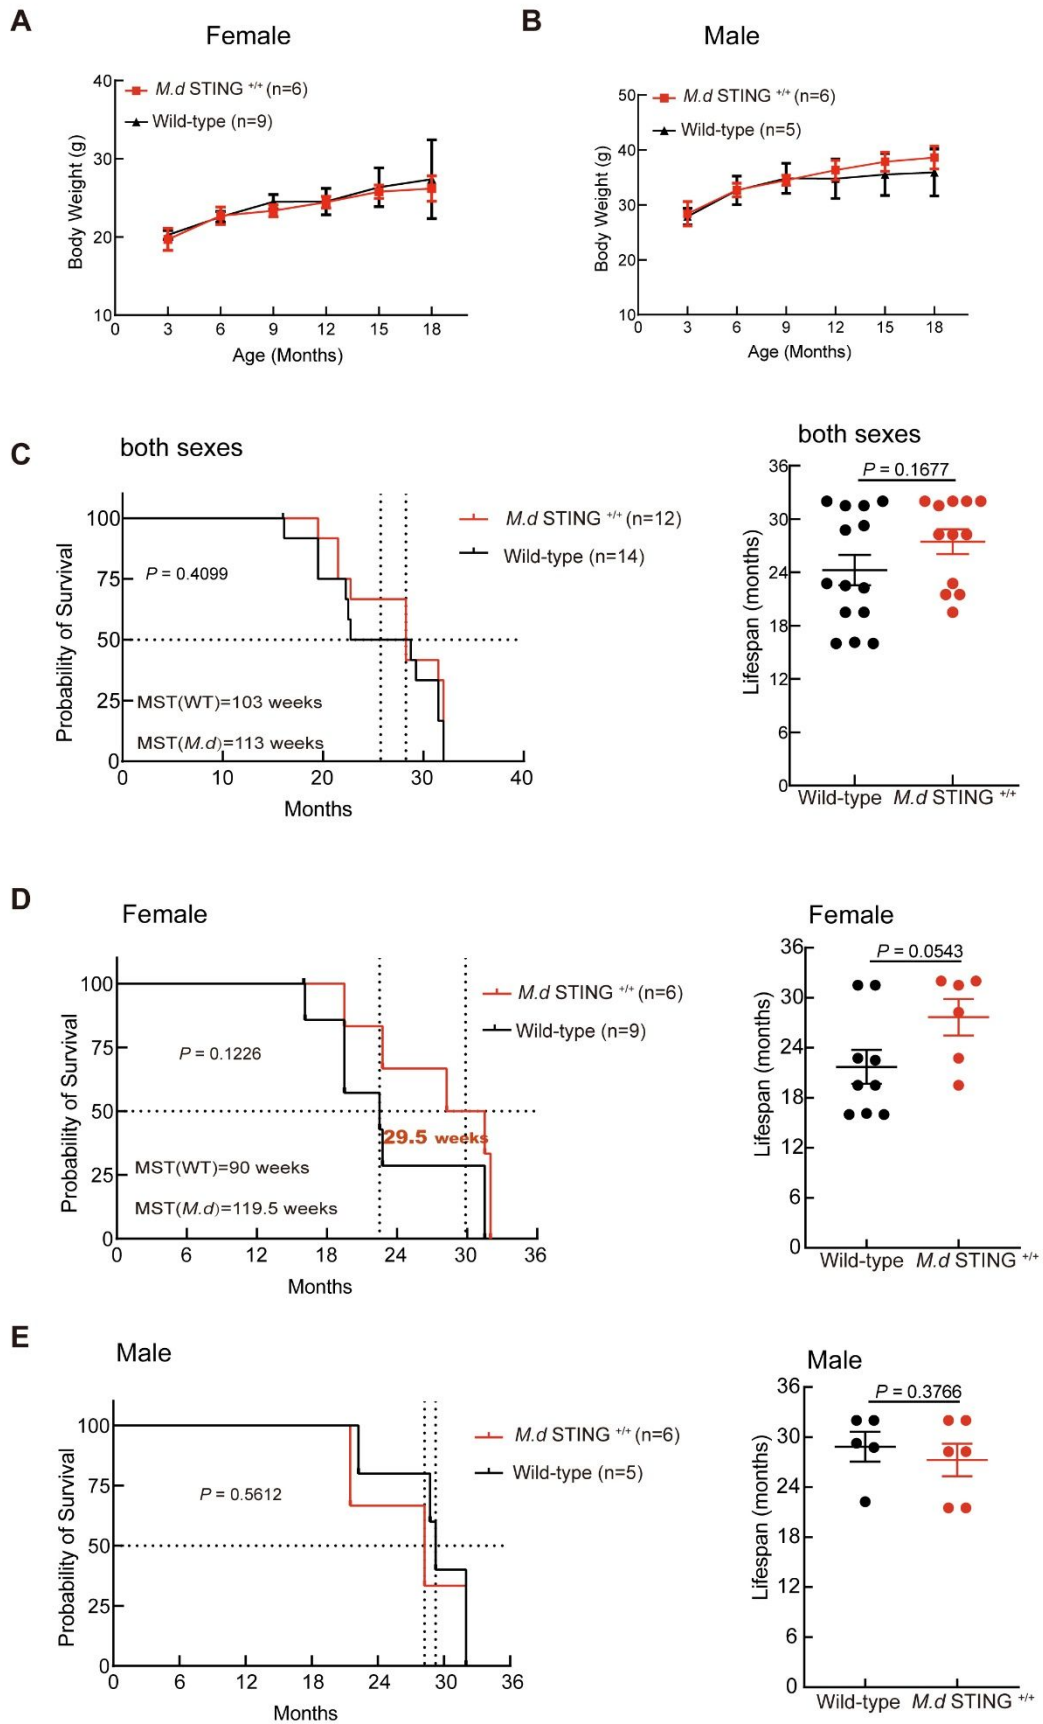 A
Female
40
30
20
10
Body Weight (g)
M.d STING +/+ (n=6)
Wild-type (n=9)
0 3 6 9 12 15 18
Age (Months)
B
Male
50
40
30
20
10
Body Weight (g)
M.d STING +/+ (n=6)
Wild-type (n=5)
0 3 6 9 12 15 18
Age (Months)
C
both sexes
100
75
50
25
0
Probability of Survival
P = 0.4099
MST(WT)=103 weeks
MST(M.d)=113 weeks
M.d STING +/+ (n=12)
Wild-type (n=14)
0 10 20 30 40
Months
both sexes
P = 0.1677
36
30
24
18
12
6
0
Lifespan (months)
Wild-type M.d STING +/+
D
Female
100
75
50
25
0
Probability of Survival
P = 0.1226
29.5 weeks
MST(WT)=90 weeks
MST(M.d)=119.5 weeks
M.d STING +/+ (n=6)
Wild-type (n=9)
0 6 12 18 24 30 36
Months
Female
P = 0.0543
36
30
24
18
12
6
0
Lifespan (months)
Wild-type M.d STING +/+
E
Male
100
75
50
25
0
Probability of Survival
P = 0.5612
M.d STING +/+ (n=6)
Wild-type (n=5)
0 6 12 18 24 30 36
Months
Male
P = 0.3766
36
30
24
18
12
6
0
Lifespan (months)
Wild-type M.d STING +/+